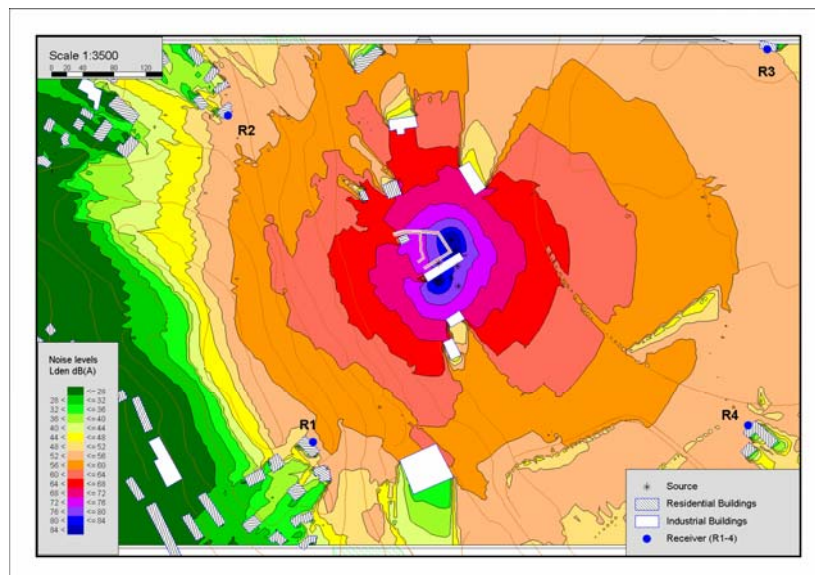 Scale 1:3500
0 20 40 80 120
R3
R2
R1
R4
Noise levels
Lden dB(A)
<= 28
28 < <= 32
32 < <= 36
36 < <= 40
40 < <= 44
44 < <= 48
48 < <= 52
52 < <= 56
56 < <= 60
60 < <= 64
64 < <= 68
68 < <= 72
72 < <= 76
76 < <= 80
80 < <= 84
84 <
Source
Residential Buildings
Industrial Buildings
Receiver (R1-4)